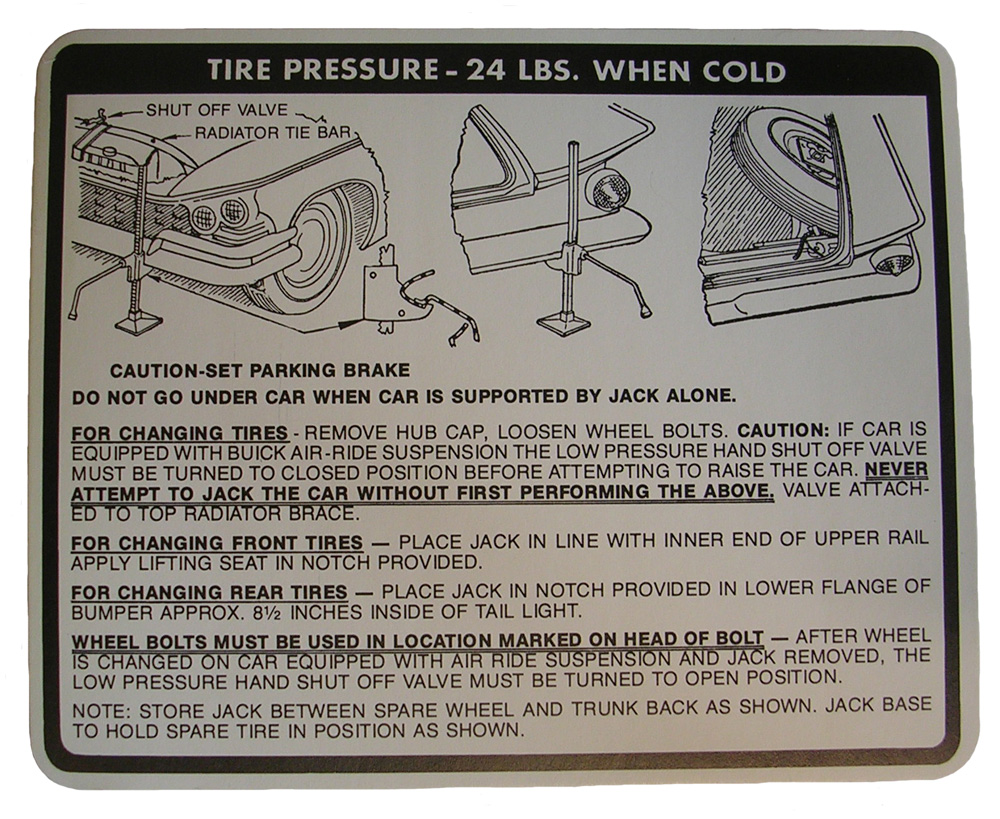 TIRE PRESSURE - 24 LBS. WHEN COLD
SHUT OFF VALVE
RADIATOR TIE BAR
CAUTION-SET PARKING BRAKE
DO NOT GO UNDER CAR WHEN CAR IS SUPPORTED BY JACK ALONE.
FOR CHANGING TIRES - REMOVE HUB CAP, LOOSEN WHEEL BOLTS. CAUTION: IF CAR IS
EQUIPPED WITH BUICK AIR-RIDE SUSPENSION THE LOW PRESSURE HAND SHUT OFF VALVE
MUST BE TURNED TO CLOSED POSITION BEFORE ATTEMPTING TO RAISE THE CAR. NEVER
ATTEMPT TO JACK THE CAR WITHOUT FIRST PERFORMING THE ABOVE. VALVE ATTACH-
ED TO TOP RADIATOR BRACE.
FOR CHANGING FRONT TIRES — PLACE JACK IN LINE WITH INNER END OF UPPER RAIL
APPLY LIFTING SEAT IN NOTCH PROVIDED.
FOR CHANGING REAR TIRES — PLACE JACK IN NOTCH PROVIDED IN LOWER FLANGE OF
BUMPER APPROX. 8½ INCHES INSIDE OF TAIL LIGHT.
WHEEL BOLTS MUST BE USED IN LOCATION MARKED ON HEAD OF BOLT — AFTER WHEEL
IS CHANGED ON CAR EQUIPPED WITH AIR RIDE SUSPENSION AND JACK REMOVED, THE
LOW PRESSURE HAND SHUT OFF VALVE MUST BE TURNED TO OPEN POSITION.
NOTE: STORE JACK BETWEEN SPARE WHEEL AND TRUNK BACK AS SHOWN. JACK BASE
TO HOLD SPARE TIRE IN POSITION AS SHOWN.